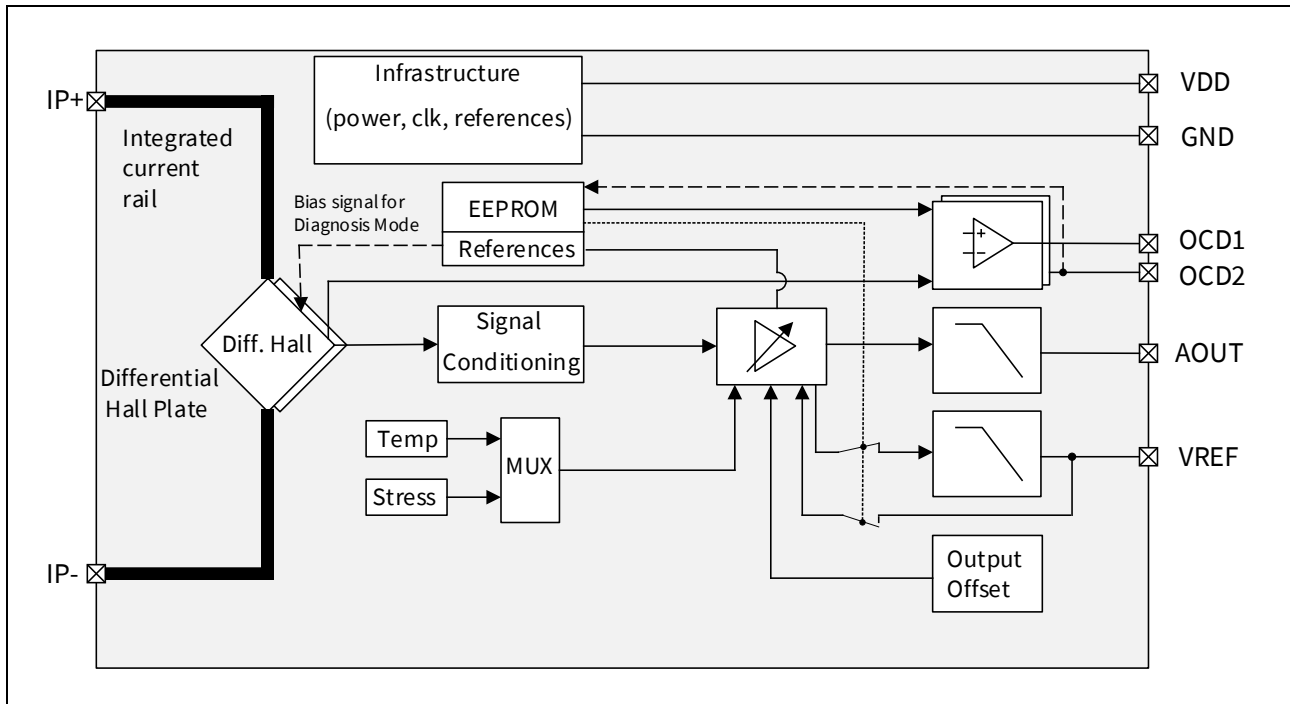 Infrastructure
(power, clk, references)
VDD
GND
IP+
Integrated
current
rail
Bias signal for
Diagnosis Mode
EEPROM
References
+
−
OCD1
OCD2
Diff. Hall
Signal
Conditioning
AOUT
Differential
Hall Plate
Temp
MUX
Stress
VREF
IP-
Output
Offset